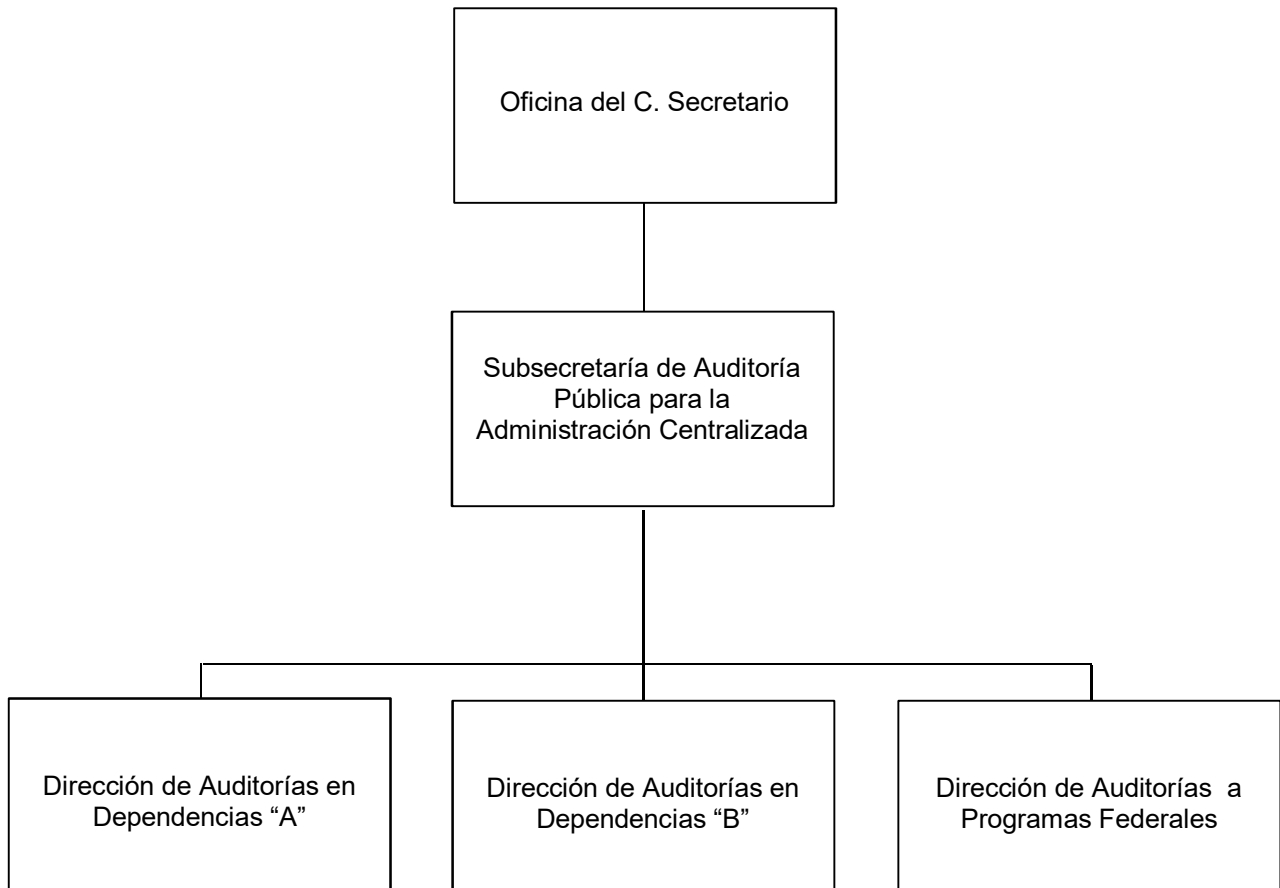 Oficina del C. Secretario
Subsecretaría de Auditoría
Pública para la
Administración Centralizada
Dirección de Auditorías en
Dependencias “A”
Dirección de Auditorías en
Dependencias “B”
Dirección de Auditorías  a
Programas Federales